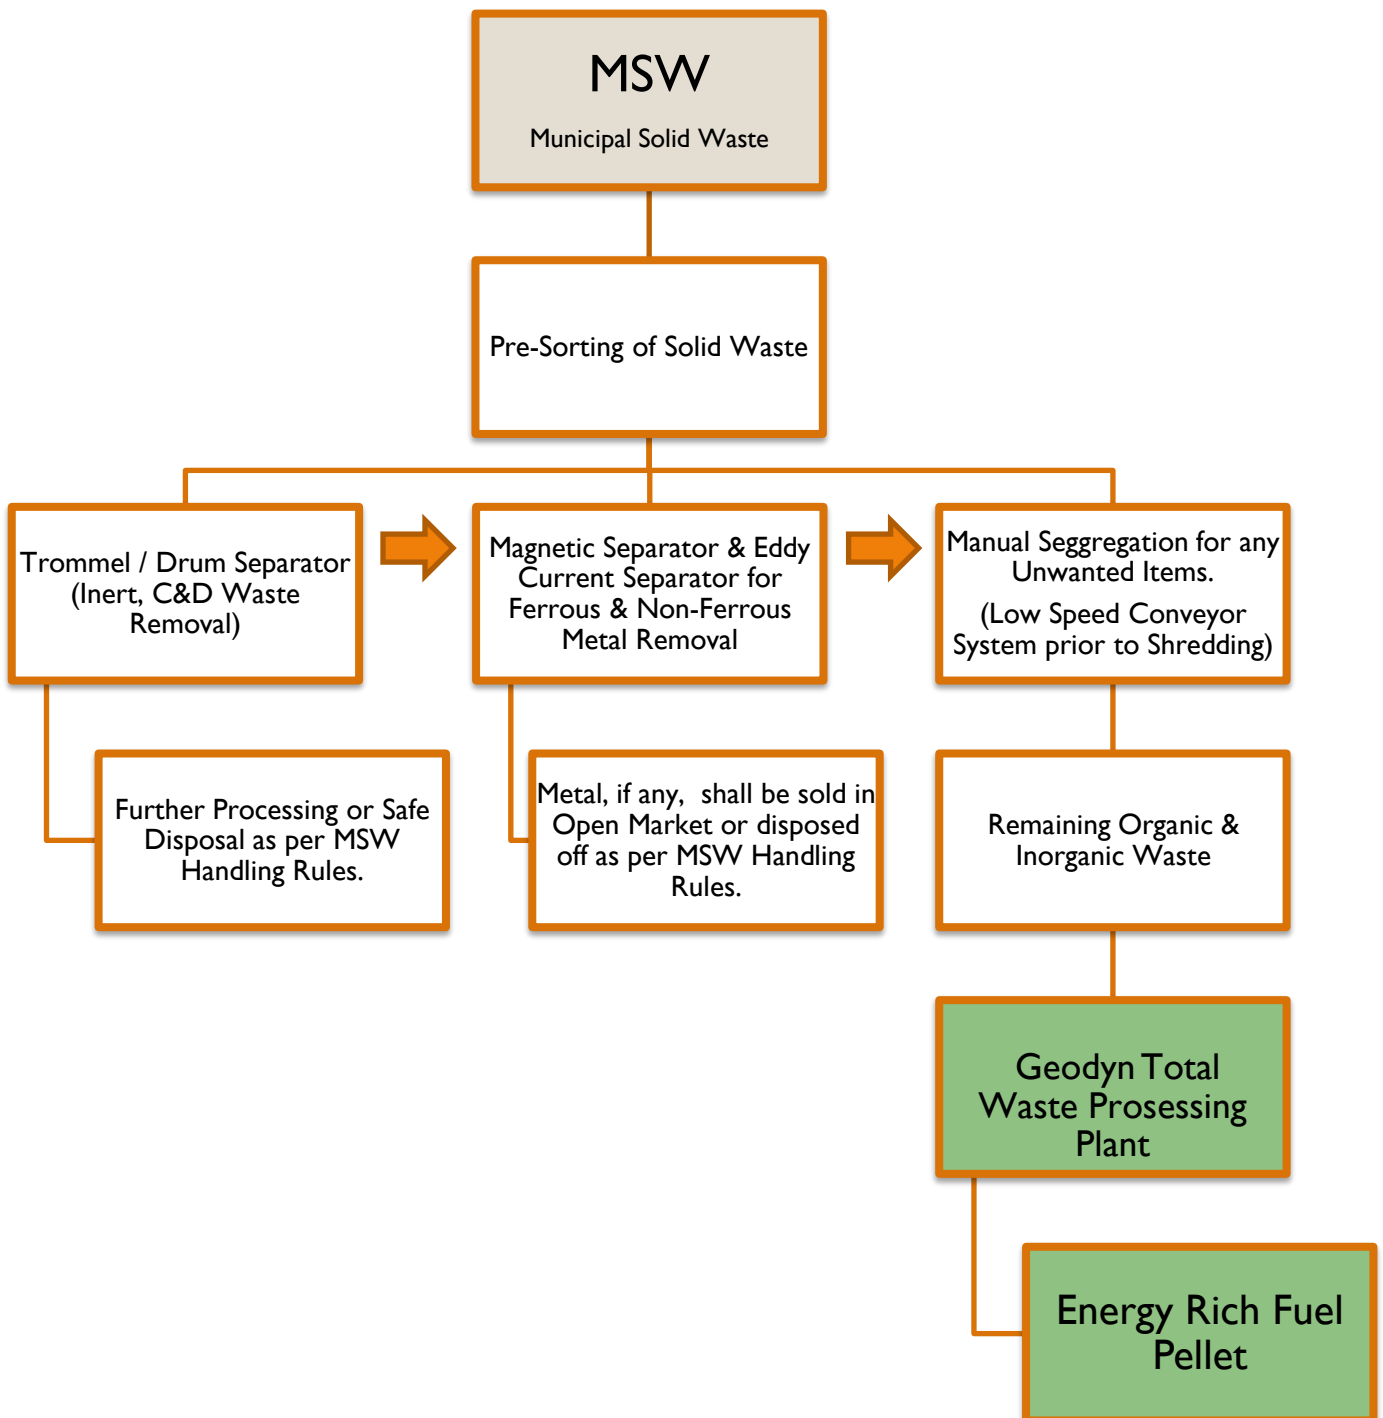 MSW
Municipal Solid Waste
Pre-Sorting of Solid Waste
Trommel / Drum Separator
(Inert, C&D Waste
Removal)
Magnetic Separator & Eddy
Current Separator for
Ferrous & Non-Ferrous
Metal Removal
Manual Seggregation for any
Unwanted Items.
(Low Speed Conveyor
System prior to Shredding)
Further Processing or Safe
Disposal as per MSW
Handling Rules.
Metal, if any,  shall be sold in
Open Market or disposed
off as per MSW Handling
Rules.
Remaining Organic &
Inorganic Waste
Geodyn Total
Waste Prosessing
Plant
Energy Rich Fuel
Pellet